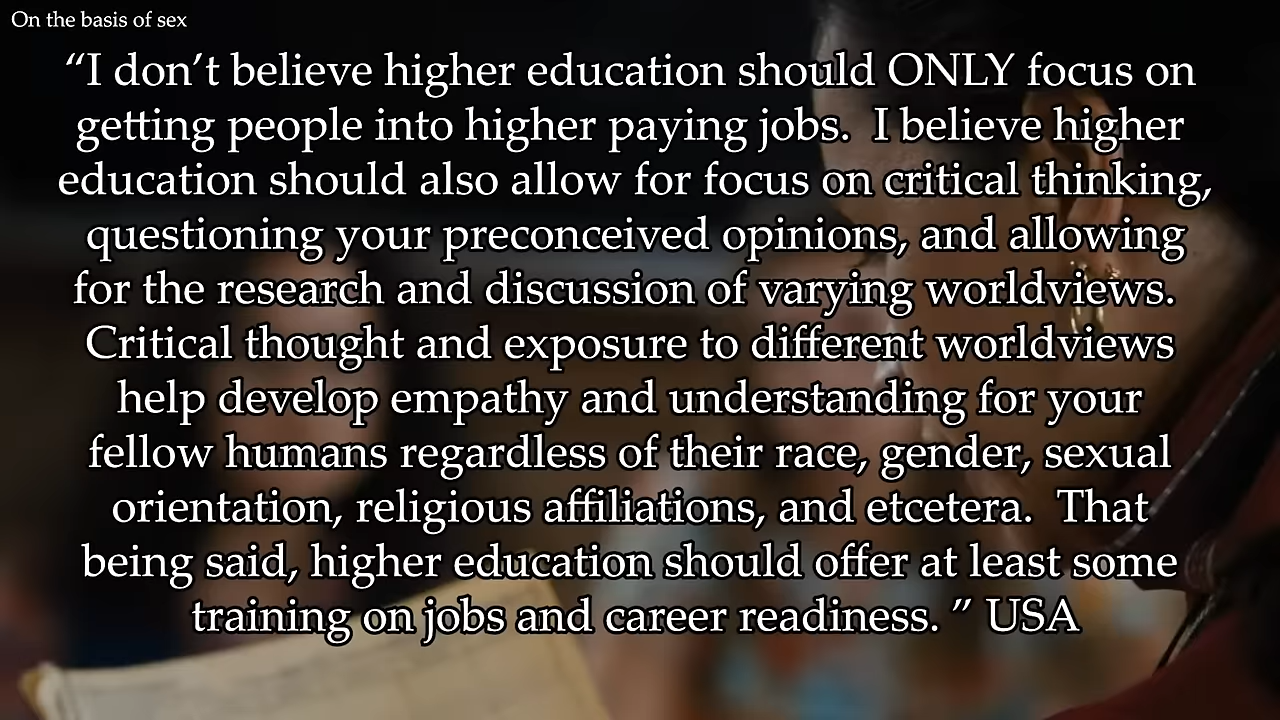 On the basis of sex
“I don’t believe higher education should ONLY focus on
getting people into higher paying jobs.  I believe higher
education should also allow for focus on critical thinking,
questioning your preconceived opinions, and allowing
for the research and discussion of varying worldviews.
Critical thought and exposure to different worldviews
help develop empathy and understanding for your
fellow humans regardless of their race, gender, sexual
orientation, religious affiliations, and etcetera.  That
being said, higher education should offer at least some
training on jobs and career readiness. ” USA